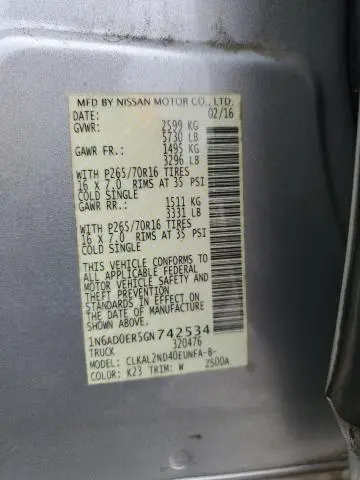 MFD BY NISSAN MOTOR CO., LTD.
DATE: 02/16
GVWR: 2599 KG
5730 LB
GAWR FR.: 1495 KG
3296 LB
WITH P265/70R16 TIRES
16 X 7.0 RIMS AT 35 PSI
COLD SINGLE
GAWR RR.: 1511 KG
3331 LB
WITH P265/70R16 TIRES
16 X 7.0 RIMS AT 35 PSI
COLD SINGLE
THIS VEHICLE CONFORMS TO
ALL APPLICABLE FEDERAL
MOTOR VEHICLE SAFETY
AND THEFT PREVENTION
STANDARDS IN EFFECT ON
THE DATE OF MANUFACTURE
SHOWN ABOVE.
1N6AD0ER5GN742534
TRUCK 320476
MODEL: CLKAL2ND40EUNFA-B-
COLOR: K23 TRIM: W 2S00A